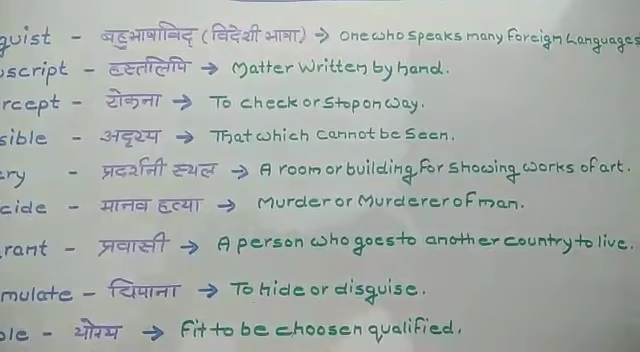 guist - बहुभाषाविद् (विदेशी भाषा) → one who speaks many Foreign Languages
script - हस्तलिपि → Matter written by hand.
rcept - रोकना → To check or stop on way.
sible - अदृश्य → That which cannot be seen.
ery - प्रदर्शनी स्थल → A room or building for showing works of art.
cide - मानव हत्या → Murder or Murderer of man.
rant - प्रवासी → A person who goes to another country to live.
mulate - छिपाना → To hide or disguise.
ble - योग्य → Fit to be choosen qualified.